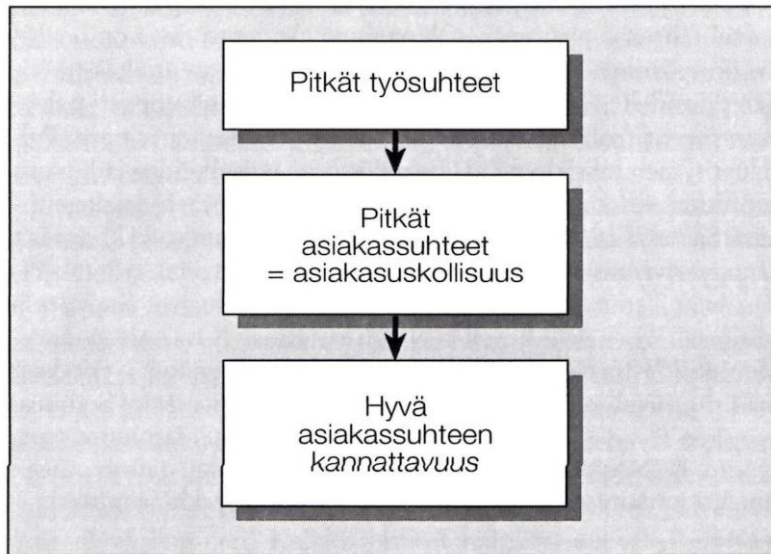 Pitkät työsuhteet
Pitkät
asiakassuhteet
= asiakasuskollisuus
Hyvä
asiakassuhteen
kannattavuus